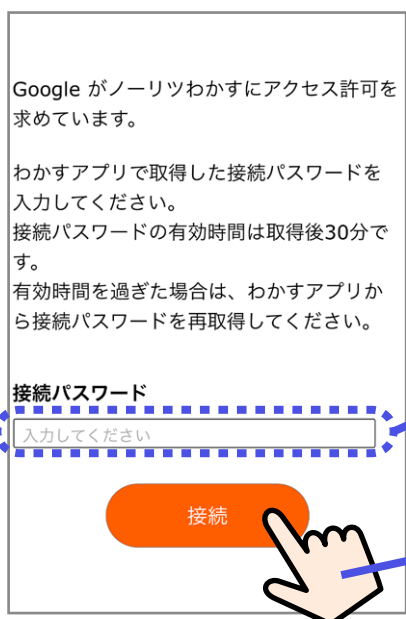 Google がノーリツわかすにアクセス許可を
求めています。
わかすアプリで取得した接続パスワードを
入力してください。
接続パスワードの有効時間は取得後30分で
す。
有効時間を過ぎた場合は、わかすアプリか
ら接続パスワードを再取得してください。
接続パスワード
入力してください
接続